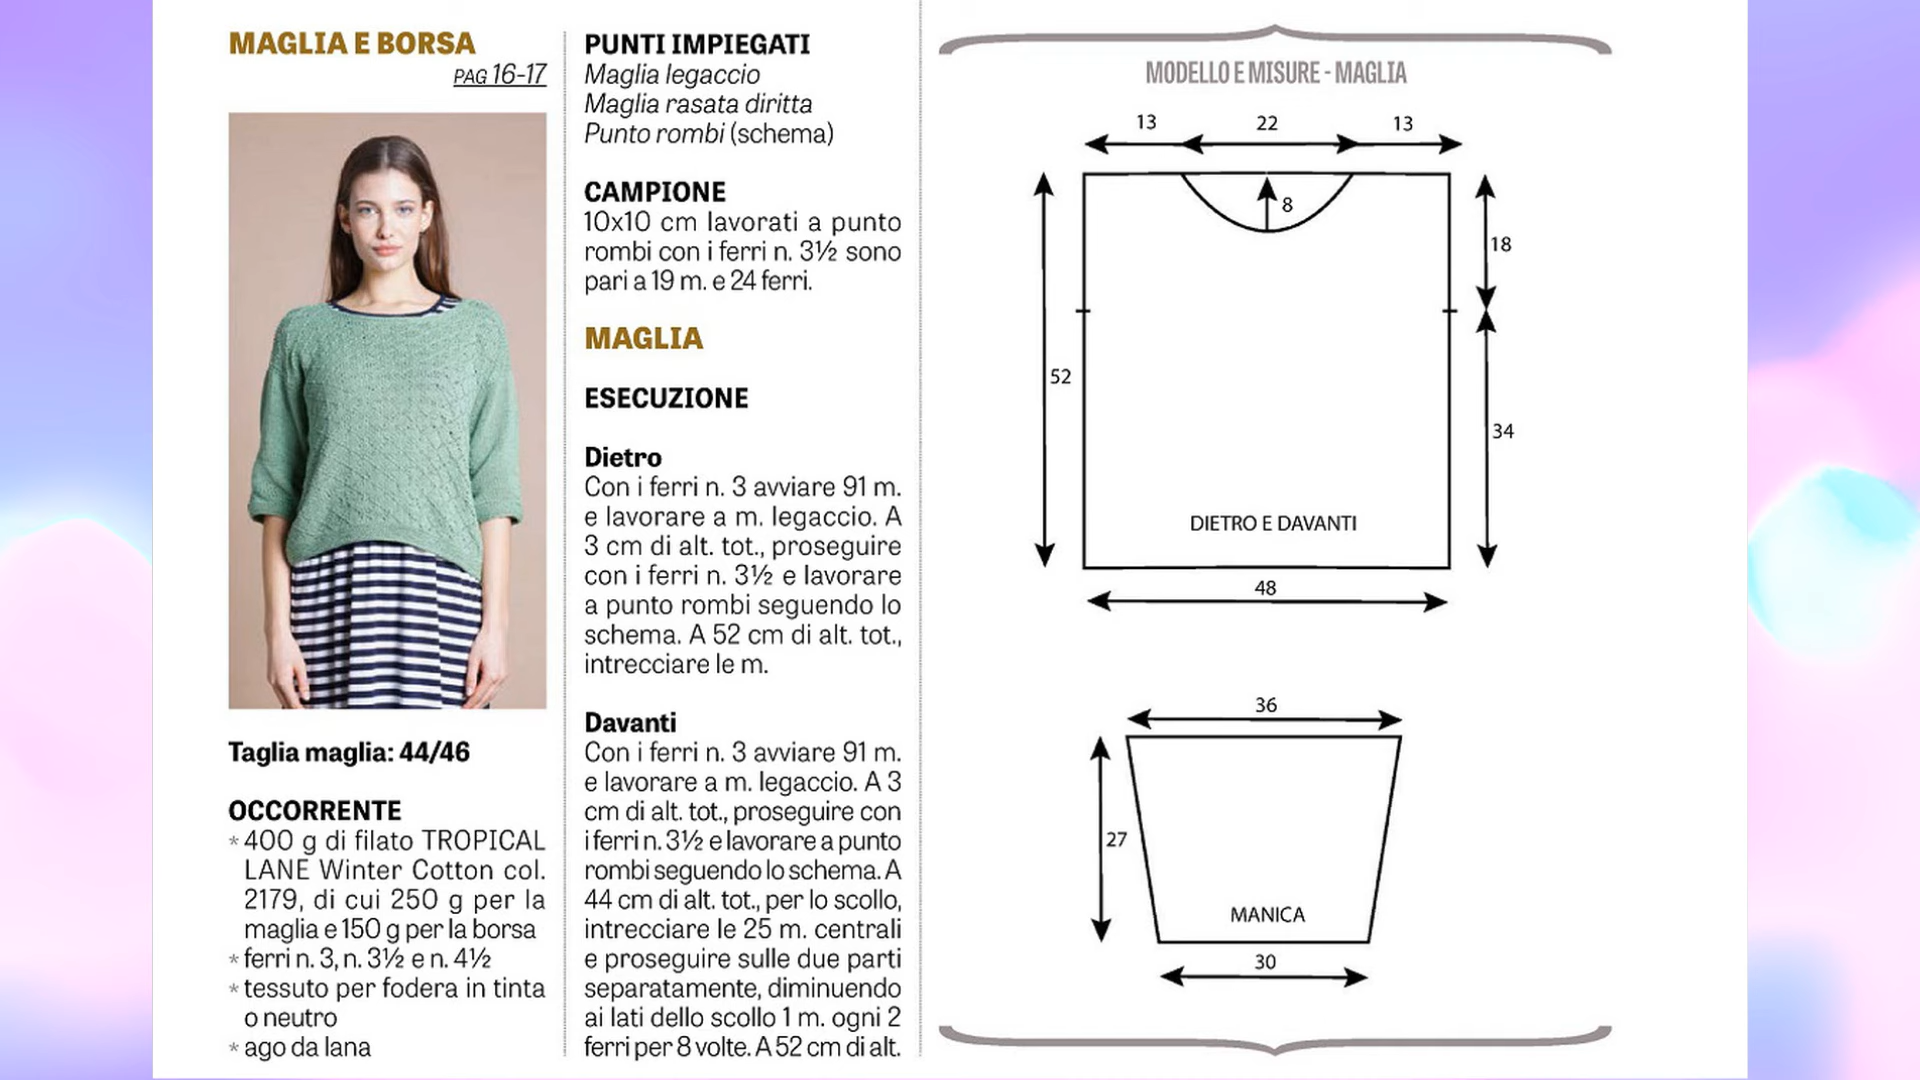 MAGLIA E BORSA
PAG 16-17
Taglia maglia: 44/46
OCCORRENTE
* 400 g di filato TROPICAL
LANE Winter Cotton col.
2179, di cui 250 g per la
maglia e 150 g per la borsa
* ferri n. 3, n. 3½ e n. 4½
* tessuto per fodera in tinta
o neutro
* ago da lana
PUNTI IMPIEGATI
Maglia legaccio
Maglia rasata diritta
Punto rombi (schema)
CAMPIONE
10x10 cm lavorati a punto
rombi con i ferri n. 3½ sono
pari a 19 m. e 24 ferri.
MAGLIA
ESECUZIONE
Dietro
Con i ferri n. 3 avviare 91 m.
e lavorare a m. legaccio. A
3 cm di alt. tot., proseguire
con i ferri n. 3½ e lavorare
a punto rombi seguendo lo
schema. A 52 cm di alt. tot.,
intrecciare le m.
Davanti
Con i ferri n. 3 avviare 91 m.
e lavorare a m. legaccio. A 3
cm di alt. tot., proseguire con
i ferri n. 3½ e lavorare a punto
rombi seguendo lo schema. A
44 cm di alt. tot., per lo scollo,
intrecciare le 25 m. centrali
e proseguire sulle due parti
separatamente, diminuendo
ai lati dello scollo 1 m. ogni 2
ferri per 8 volte. A 52 cm di alt.
MODELLO E MISURE - MAGLIA
13 22 13
8
18
52
34
DIETRO E DAVANTI
48
36
27
MANICA
30